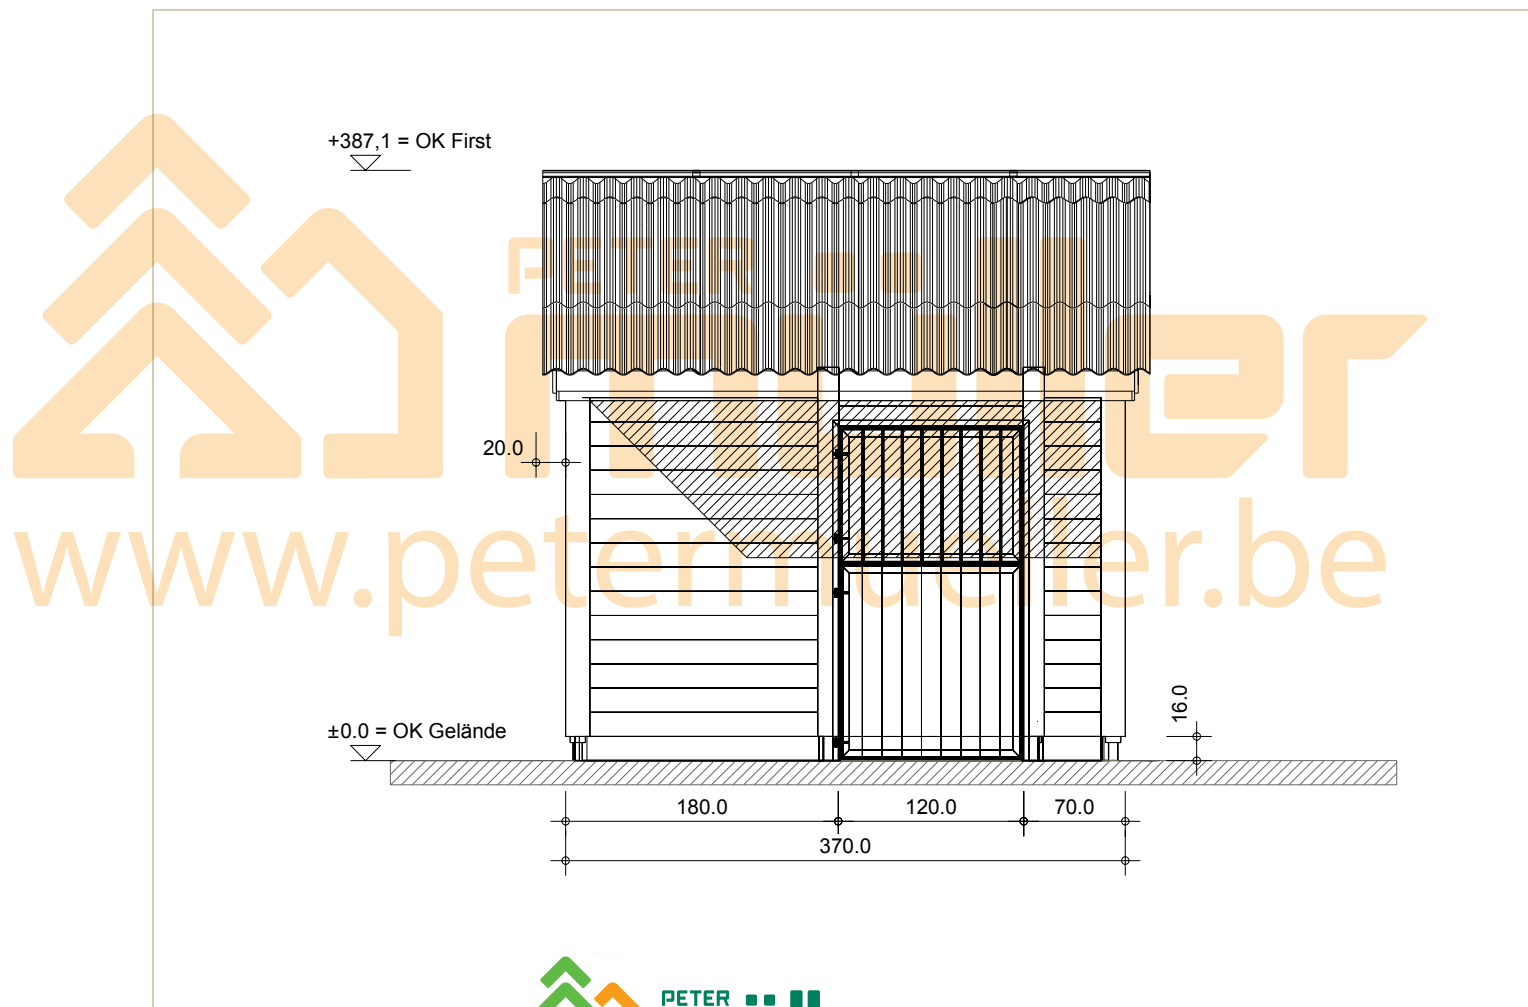 +387,1 = OK First
PETER
müller
20.0
www.petermueller.be
16.0
±0.0 = OK Gelände
180.0 120.0 70.0
370.0
PETER